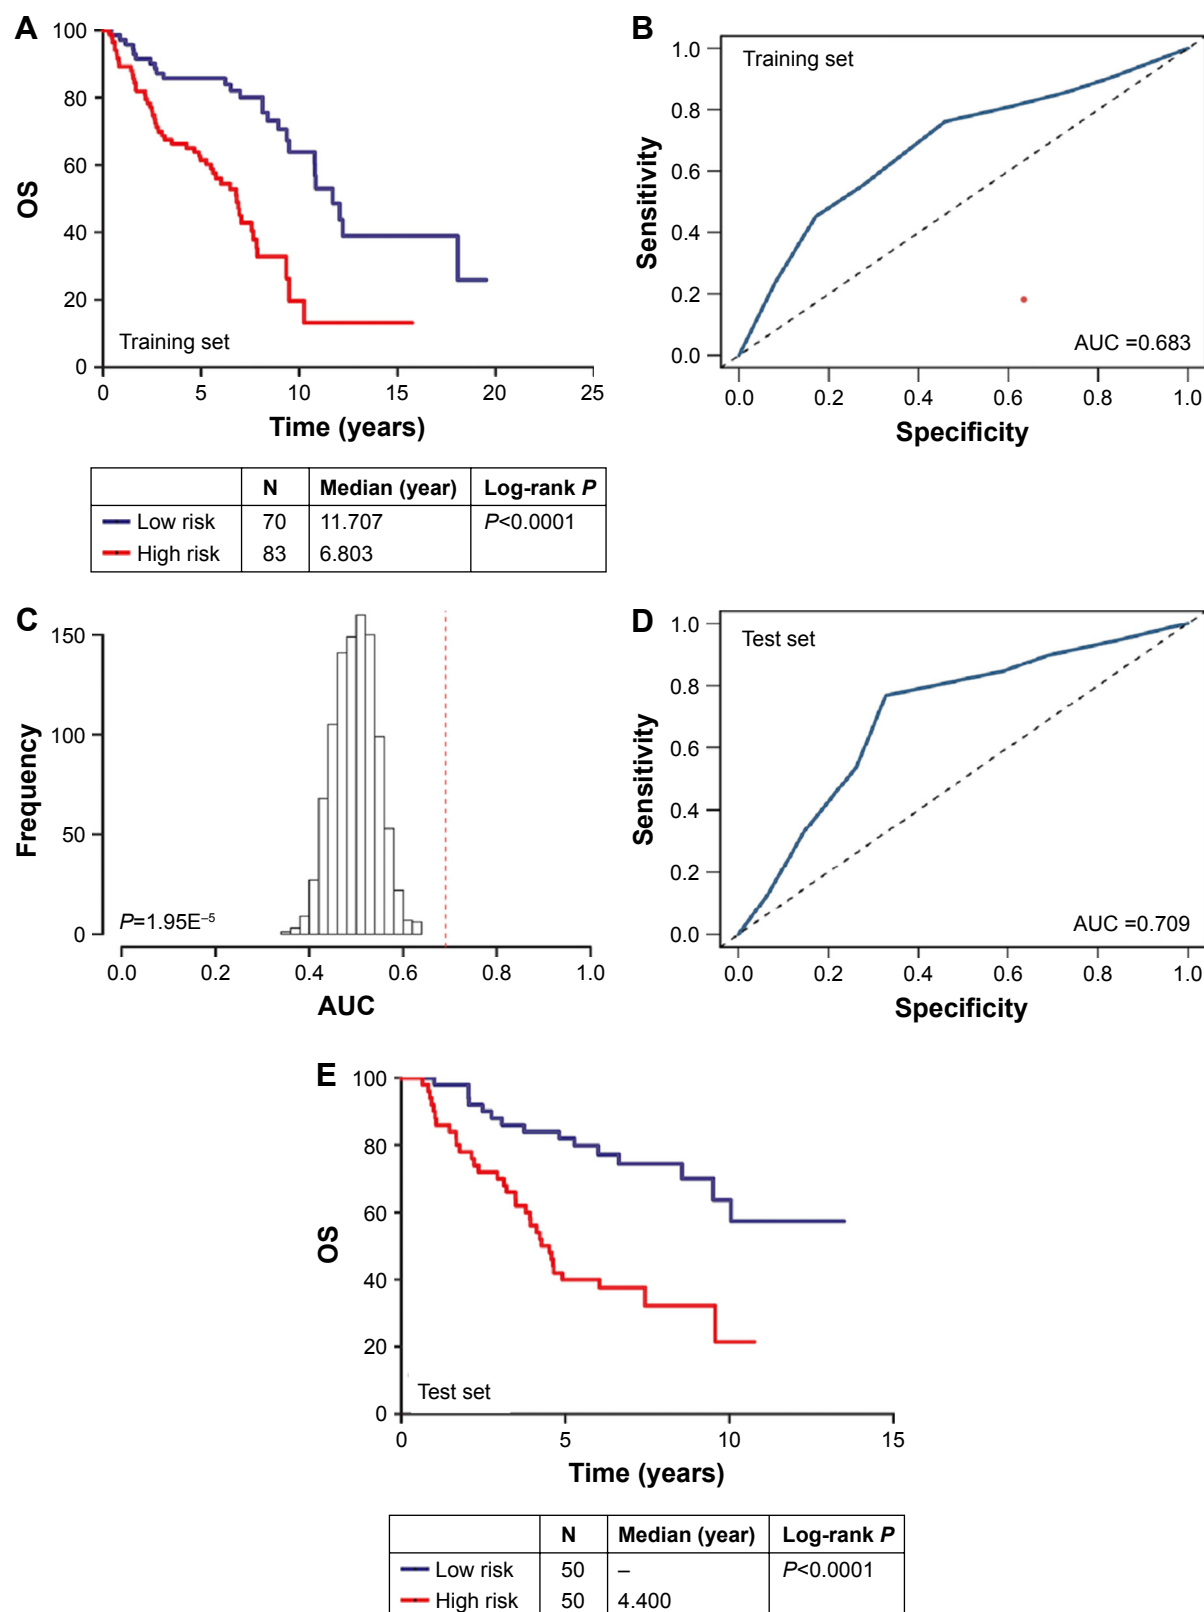 A
100
80
60
40
20
0
OS
Training set
0 5 10 15 20 25
Time (years)
N Median (year) Log-rank P
Low risk 70 11.707 P<0.0001
High risk 83 6.803
B
1.0
0.8
0.6
0.4
0.2
0.0
Sensitivity
Training set
AUC =0.683
0.0 0.2 0.4 0.6 0.8 1.0
Specificity
C
150
100
50
0
Frequency
P=1.95E–5
0.0 0.2 0.4 0.6 0.8 1.0
AUC
D
1.0
0.8
0.6
0.4
0.2
0.0
Sensitivity
Test set
AUC =0.709
0.0 0.2 0.4 0.6 0.8 1.0
Specificity
E
100
80
60
40
20
0
OS
Test set
0 5 10 15
Time (years)
N Median (year) Log-rank P
Low risk 50 – P<0.0001
High risk 50 4.400